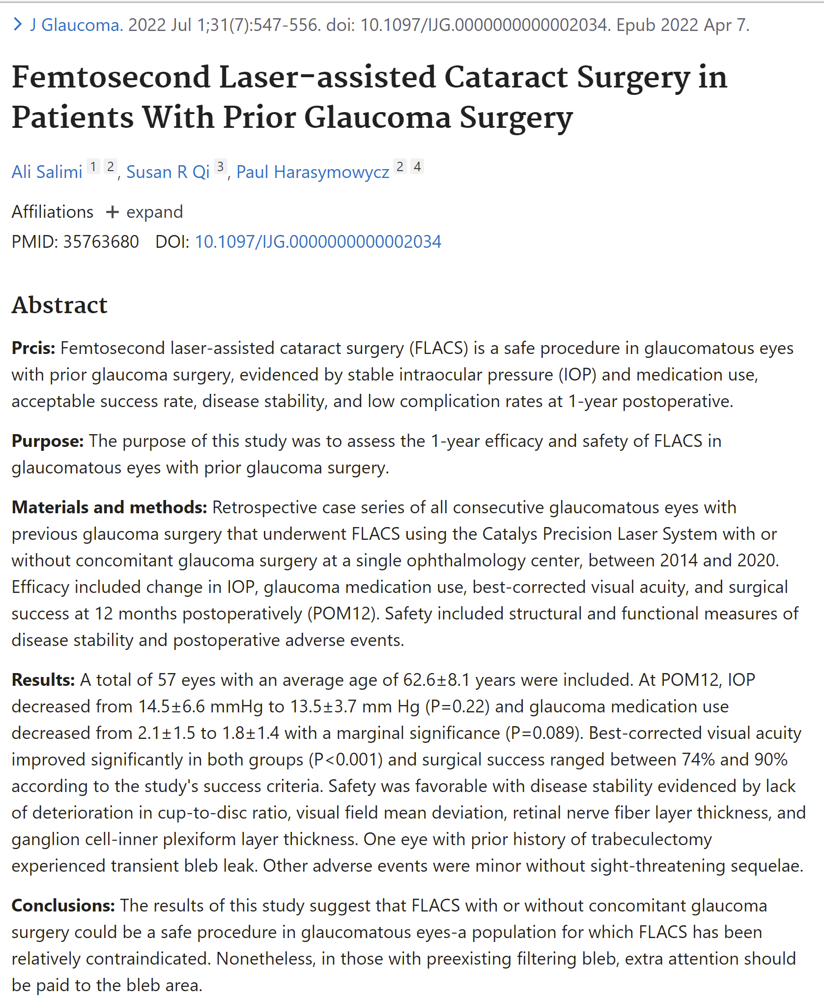 J Glaucoma. 2022 Jul 1;31(7):547-556. doi: 10.1097/IJG.0000000000002034. Epub 2022 Apr 7.
Femtosecond Laser-assisted Cataract Surgery in
Patients With Prior Glaucoma Surgery
Ali Salimi 1 2, Susan R Qi 3, Paul Harasymowycz 2 4
Affiliations + expand
PMID: 35763680 DOI: 10.1097/IJG.0000000000002034
Abstract
Prcis: Femtosecond laser-assisted cataract surgery (FLACS) is a safe procedure in glaucomatous eyes
with prior glaucoma surgery, evidenced by stable intraocular pressure (IOP) and medication use,
acceptable success rate, disease stability, and low complication rates at 1-year postoperative.
Purpose: The purpose of this study was to assess the 1-year efficacy and safety of FLACS in
glaucomatous eyes with prior glaucoma surgery.
Materials and methods: Retrospective case series of all consecutive glaucomatous eyes with
previous glaucoma surgery that underwent FLACS using the Catalys Precision Laser System with or
without concomitant glaucoma surgery at a single ophthalmology center, between 2014 and 2020.
Efficacy included change in IOP, glaucoma medication use, best-corrected visual acuity, and surgical
success at 12 months postoperatively (POM12). Safety included structural and functional measures of
disease stability and postoperative adverse events.
Results: A total of 57 eyes with an average age of 62.6±8.1 years were included. At POM12, IOP
decreased from 14.5±6.6 mmHg to 13.5±3.7 mm Hg (P=0.22) and glaucoma medication use
decreased from 2.1±1.5 to 1.8±1.4 with a marginal significance (P=0.089). Best-corrected visual acuity
improved significantly in both groups (P<0.001) and surgical success ranged between 74% and 90%
according to the study's success criteria. Safety was favorable with disease stability evidenced by lack
of deterioration in cup-to-disc ratio, visual field mean deviation, retinal nerve fiber layer thickness, and
ganglion cell-inner plexiform layer thickness. One eye with prior history of trabeculectomy
experienced transient bleb leak. Other adverse events were minor without sight-threatening sequelae.
Conclusions: The results of this study suggest that FLACS with or without concomitant glaucoma
surgery could be a safe procedure in glaucomatous eyes-a population for which FLACS has been
relatively contraindicated. Nonetheless, in those with preexisting filtering bleb, extra attention should
be paid to the bleb area.